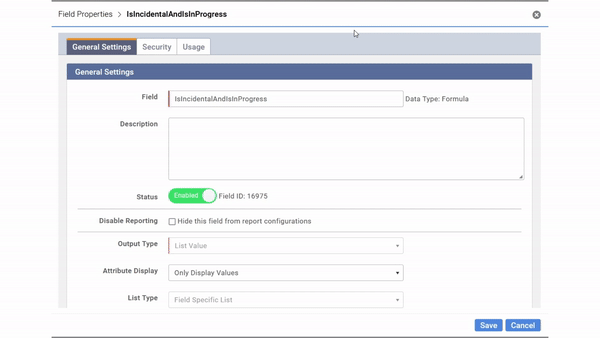 Field Properties > IsIncidentalAndIsInProgress
General Settings Security Usage
General Settings
Field IsIncidentalAndIsInProgress Data Type: Formula
Description
Status Enabled Field ID: 16975
Disable Reporting Hide this field from report configurations
Output Type List Value
Attribute Display Only Display Values
List Type Field Specific List
Save Cancel